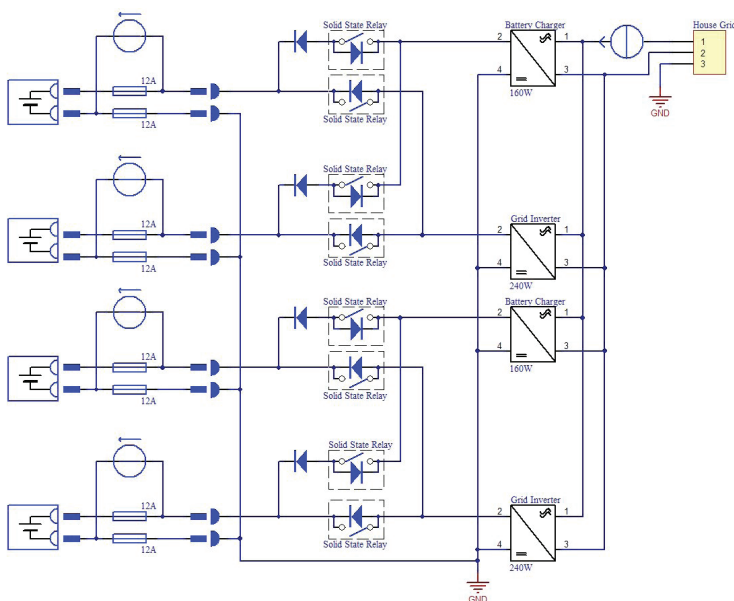 Solid State Relay
Battery Charger
House Grid
2
1
1
2
3
4
3
160W
GND
12A
12A
Solid State Relay
Solid State Relay
12A
12A
Solid State Relay
Grid Inverter
2
1
4
3
240W
Solid State Relay
Battery Charger
2
1
4
3
160W
12A
12A
Solid State Relay
Solid State Relay
12A
12A
Solid State Relay
Grid Inverter
2
1
4
3
240W
GND